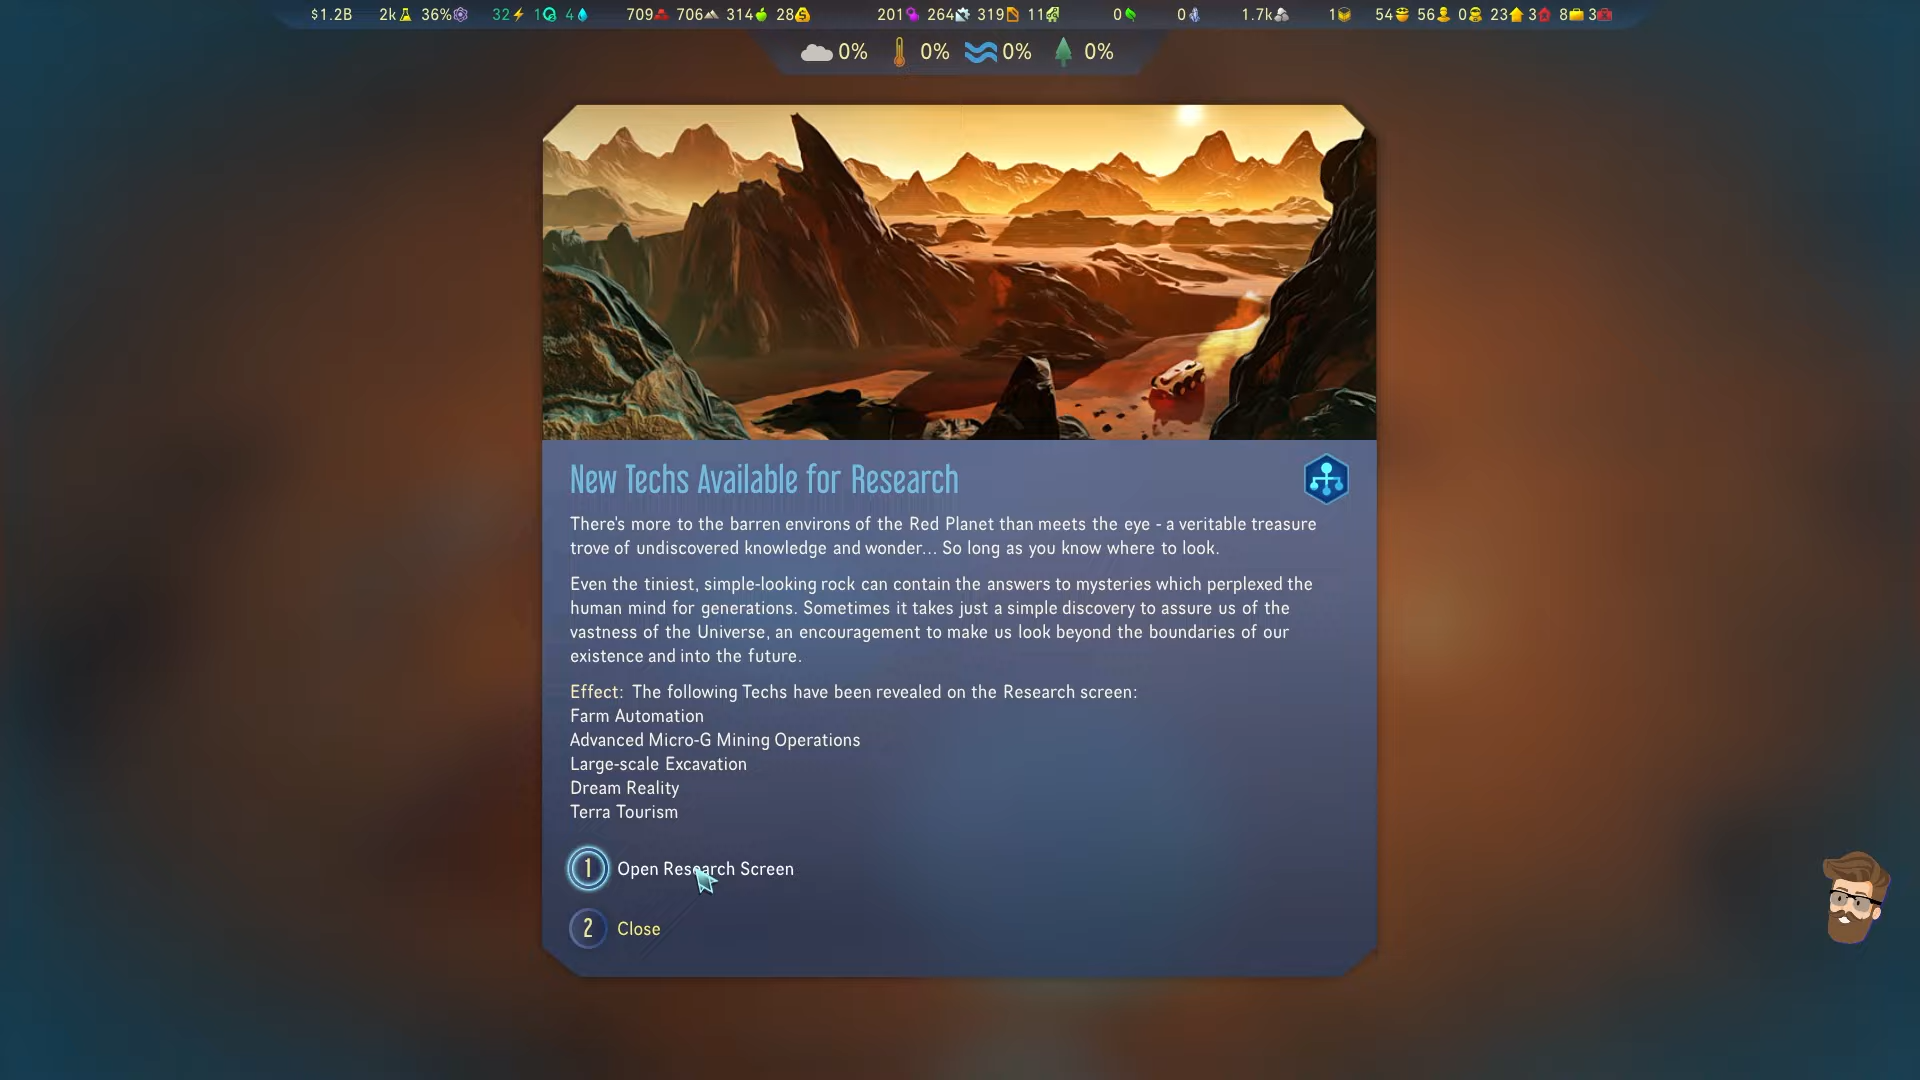 $1.2B 2k 36% 32 1 4 709 706 314 28 201 264 319 11 0 0 1.7k 1 54 56 0 23 3 8 3
0% 0% 0% 0%
New Techs Available for Research
There's more to the barren environs of the Red Planet than meets the eye - a veritable treasure
trove of undiscovered knowledge and wonder... So long as you know where to look.
Even the tiniest, simple-looking rock can contain the answers to mysteries which perplexed the
human mind for generations. Sometimes it takes just a simple discovery to assure us of the
vastness of the Universe, an encouragement to make us look beyond the boundaries of our
existence and into the future.
Effect: The following Techs have been revealed on the Research screen:
Farm Automation
Advanced Micro-G Mining Operations
Large-scale Excavation
Dream Reality
Terra Tourism
1 Open Research Screen
2 Close